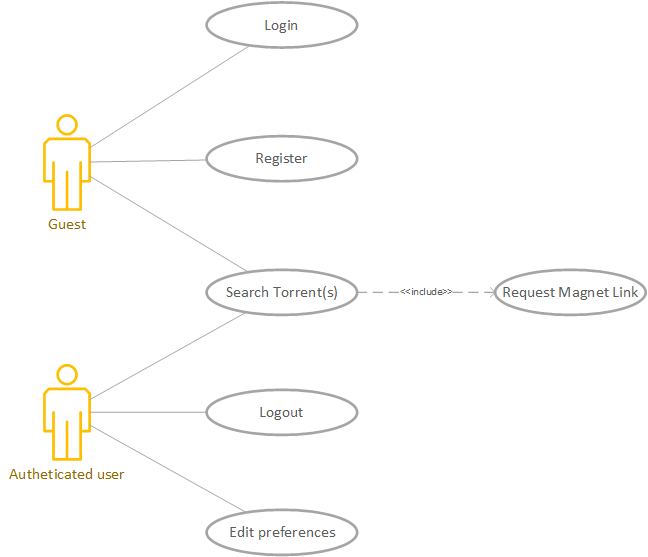 Login
Register
Guest
Search Torrent(s)
<<include>>
Request Magnet Link
Logout
Autheticated user
Edit preferences